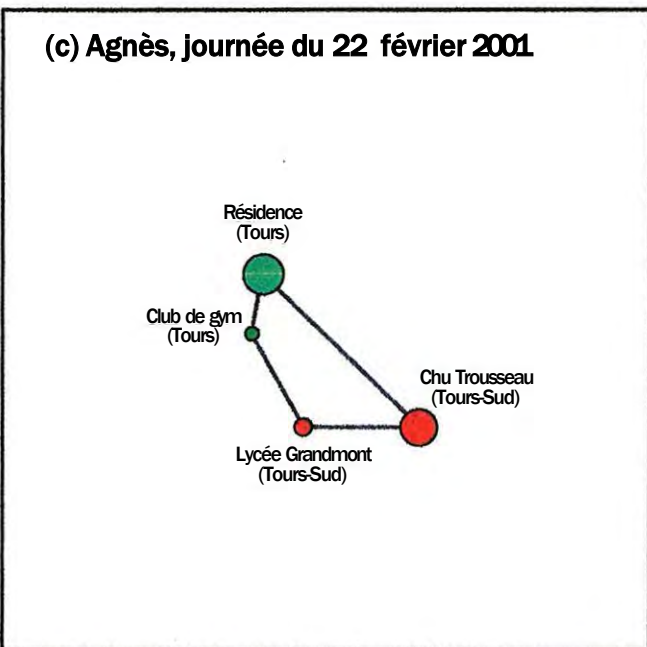 (c) Agnès, journée du 22 février 2001
Résidence
(Tours)
Club de gym
(Tours)
Chu Trousseau
(Tours-Sud)
Lycée Grandmont
(Tours-Sud)